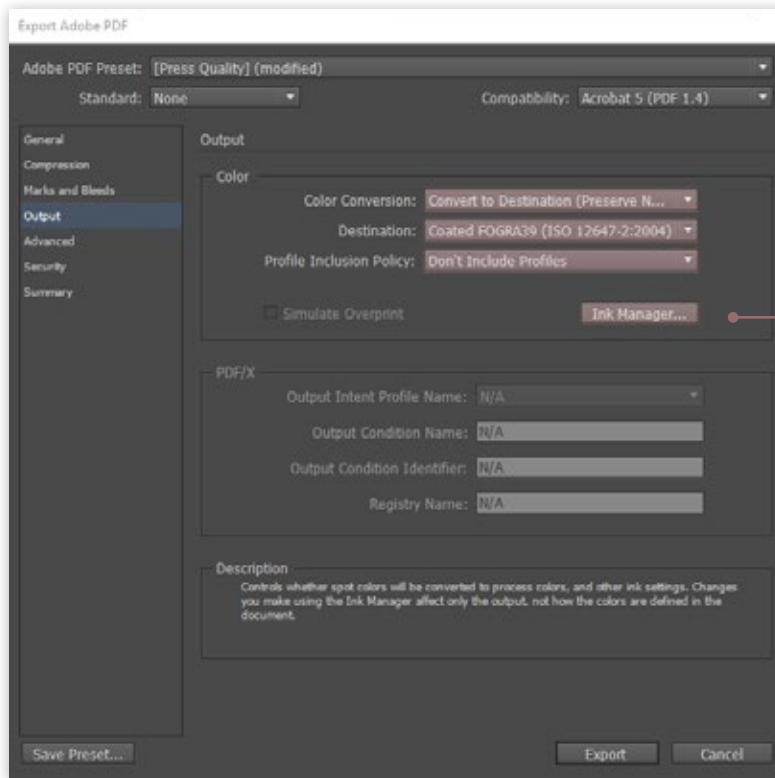 Export Adobe PDF
Adobe PDF Preset: [Press Quality] (modified)
Standard: None Compatibility: Acrobat 5 (PDF 1.4)
General
Compression
Marks and Bleeds
Output
Advanced
Security
Summary
Output
Color
Color Conversion: Convert to Destination (Preserve N...
Destination: Coated FOGRA39 (ISO 12647-2:2004)
Profile Inclusion Policy: Don't Include Profiles
Simulate Overprint Ink Manager...
PDF/X
Output Intent Profile Name: N/A
Output Condition Name: N/A
Output Condition Identifier: N/A
Registry Name: N/A
Description
Controls whether spot colors will be converted to process colors, and other ink settings. Changes
you make using the Ink Manager affect only the output, not how the colors are defined in the
document.
Save Preset... Export Cancel